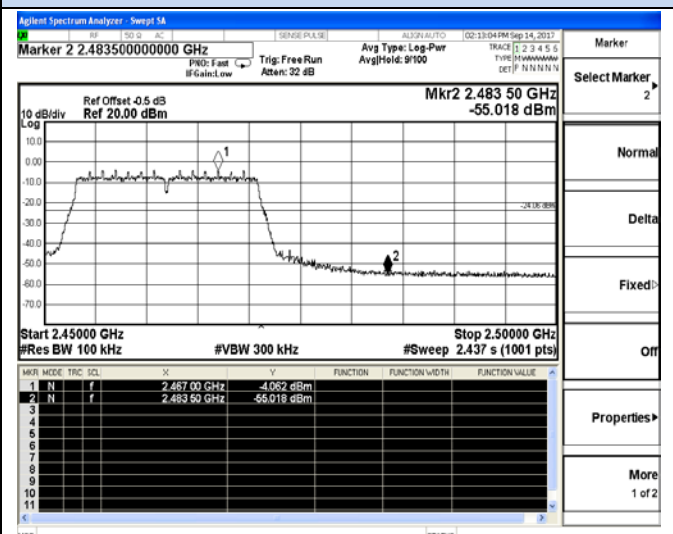 Agilent Spectrum Analyzer - Swept SA
RF 50 Ω AC SENSE:PULSE ALIGN AUTO 02:13:04 PM Sep 14, 2017
Marker 2 2.483500000000 GHz
PNO: Fast
IFGain:Low
Trig: Free Run
Atten: 32 dB
Avg Type: Log-Pwr
Avg|Hold: 9/100
TRACE 1 2 3 4 5 6
TYPE MWWWWW
DET P N N N N N
Mkr2 2.483 50 GHz
-55.018 dBm
Ref Offset -0.5 dB
Ref 20.00 dBm
10 dB/div
Log
10.0
0.00
-10.0
-20.0
-30.0
-40.0
-50.0
-60.0
-70.0
1
2
-24.06 dBm
Start 2.45000 GHz
Stop 2.50000 GHz
#Res BW 100 kHz
#VBW 300 kHz
#Sweep 2.437 s (1001 pts)
MKR MODE TRC SCL X Y FUNCTION FUNCTION WIDTH FUNCTION VALUE
1 N f 2.467 00 GHz -4.062 dBm
2 N f 2.483 50 GHz -55.018 dBm
3
4
5
6
7
8
9
10
11
Marker
Select Marker
2
Normal
Delta
Fixed
Off
Properties
More
1 of 2